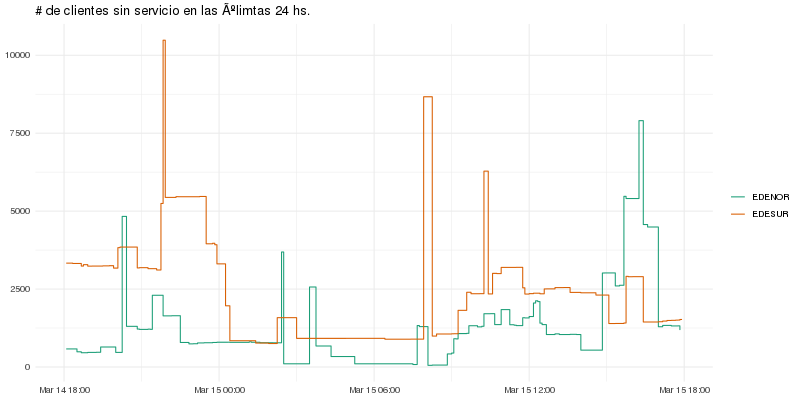 # de clientes sin servicio en las Ãºlimtas 24 hs.
10000
7500
5000
2500
0
Mar 14 18:00 Mar 15 00:00 Mar 15 06:00 Mar 15 12:00 Mar 15 18:00
EDENOR
EDESUR